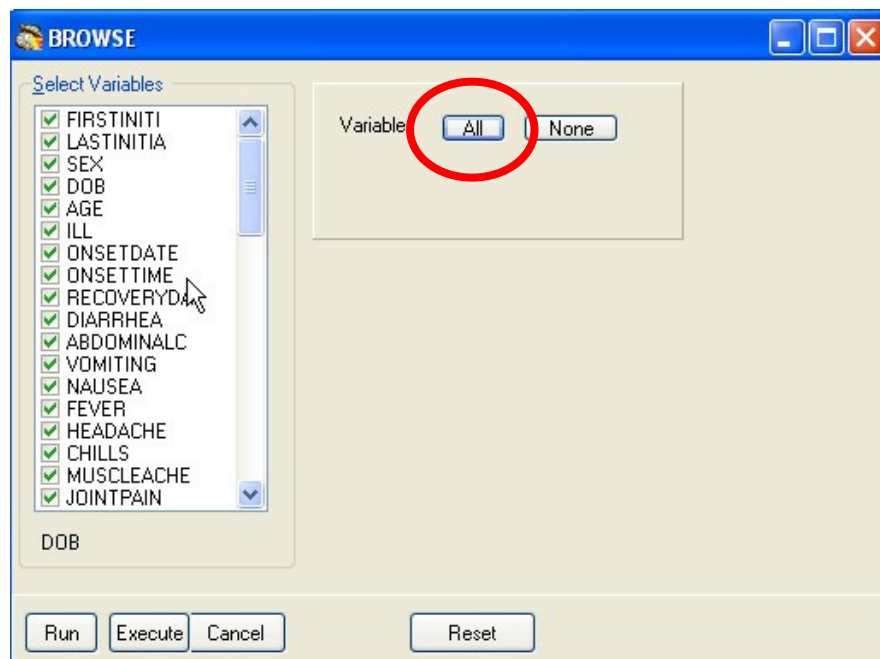 BROWSE
Select Variables
FIRSTINITI
LASTINITIA
SEX
DOB
AGE
ILL
ONSETDATE
ONSETTIME
RECOVERYDA
DIARRHEA
ABDOMINALC
VOMITING
NAUSEA
FEVER
HEADACHE
CHILLS
MUSCLEACHE
JOINTPAIN
DOB
Variable All None
Run Execute Cancel Reset